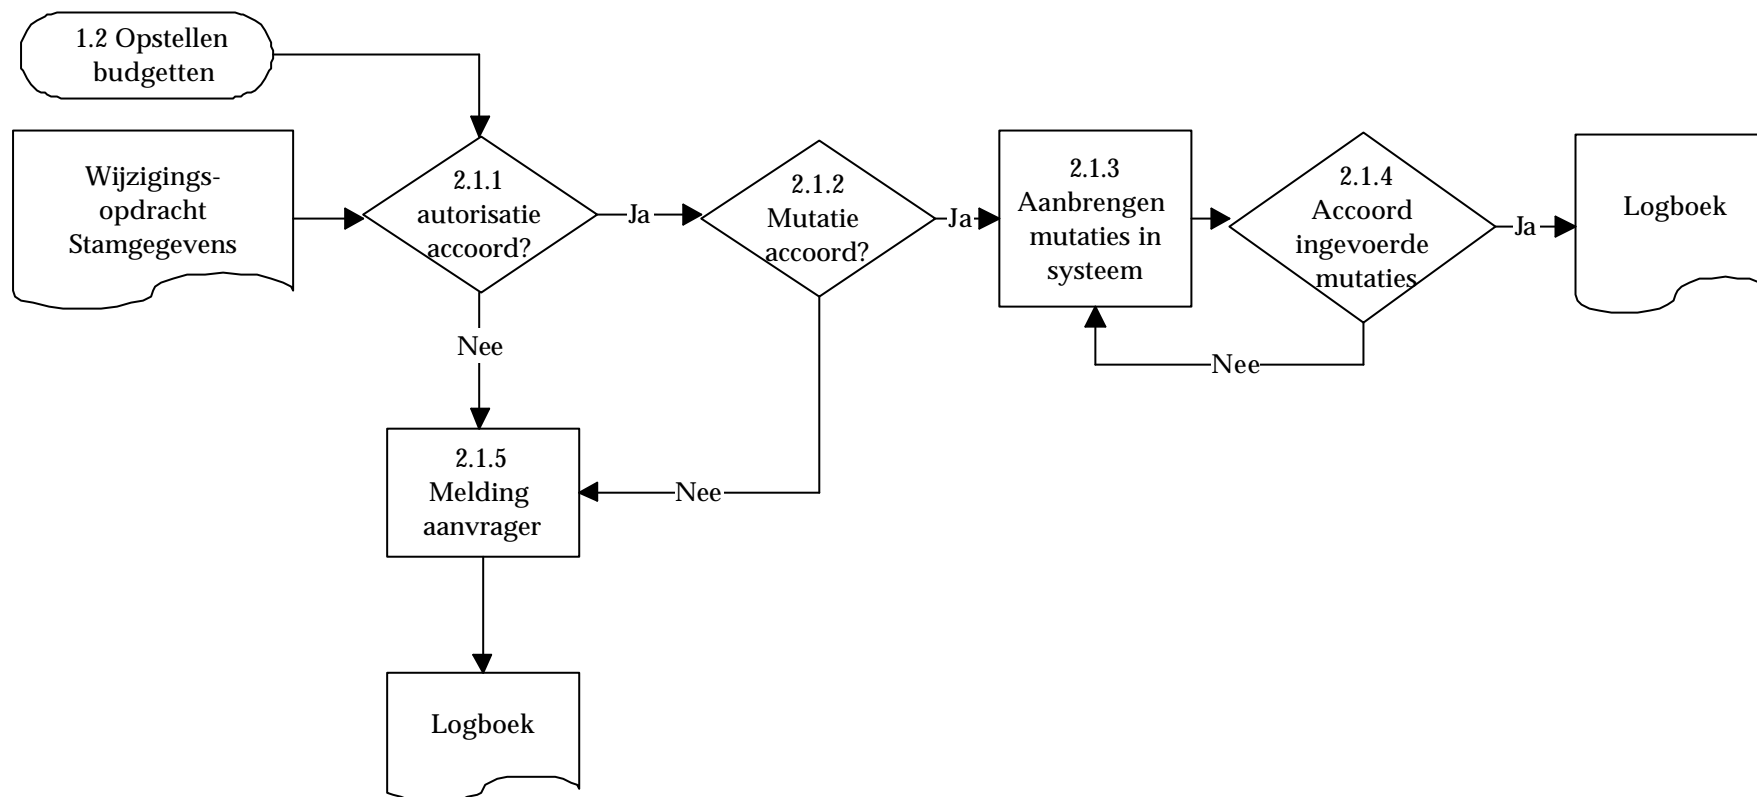 1.2 Opstellen
budgetten
Wijzigings-
opdracht
Stamgegevens
2.1.1
autorisatie
accoord?
Ja
2.1.2
Mutatie
accoord?
Ja
2.1.3
Aanbrengen
mutaties in
systeem
2.1.4
Accoord
ingevoerde
mutaties
Ja
Logboek
Nee
Nee
2.1.5
Melding
aanvrager
Nee
Logboek